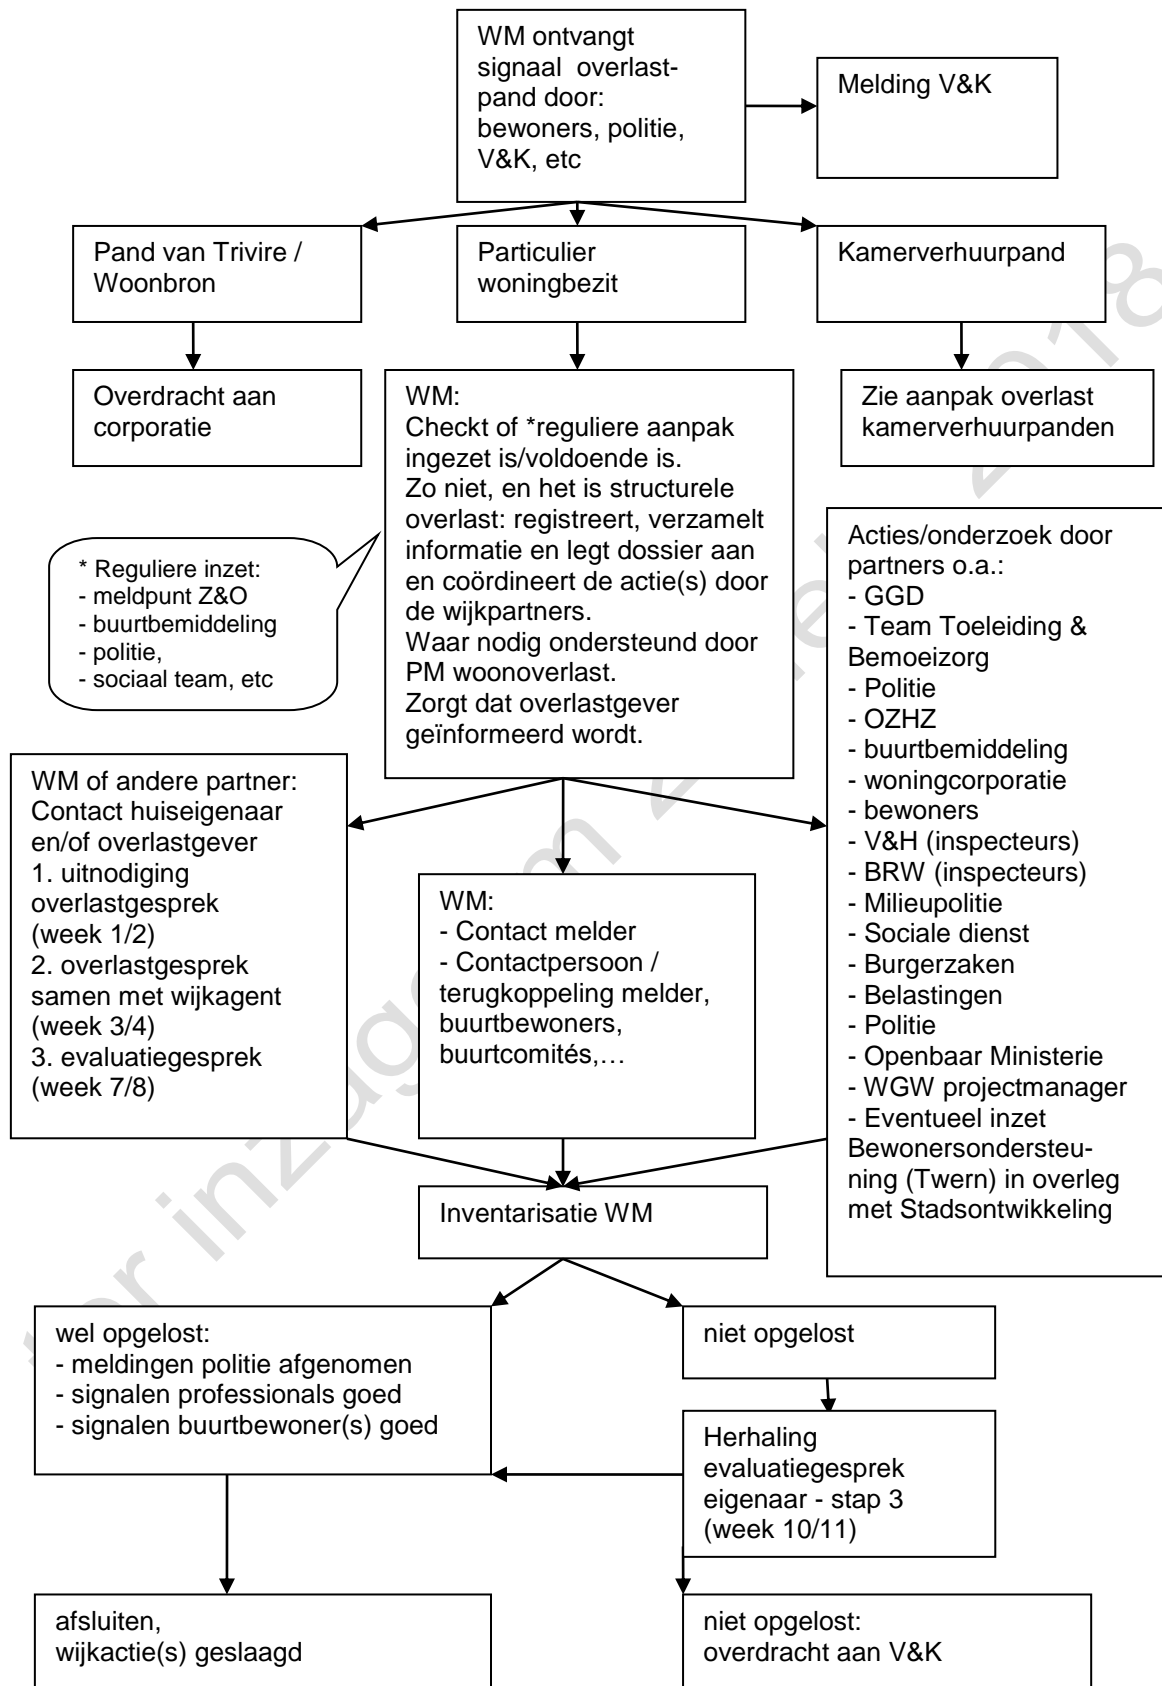 WM ontvangt
signaal overlast-
pand door:
bewoners, politie,
V&K, etc
Melding V&K
Pand van Trivire /
Woonbron
Particulier
woningbezit
Kamerverhuurpand
Overdracht aan
corporatie
WM:
Checkt of *reguliere aanpak
ingezet is/voldoende is.
Zo niet, en het is structurele
overlast: registreert, verzamelt
informatie en legt dossier aan
en coördineert de actie(s) door
de wijkpartners.
Waar nodig ondersteund door
PM woonoverlast.
Zorgt dat overlastgever
geïnformeerd wordt.
Zie aanpak overlast
kamerverhuurpanden
* Reguliere inzet:
- meldpunt Z&O
- buurtbemiddeling
- politie,
- sociaal team, etc
Acties/onderzoek door
partners o.a.:
- GGD
- Team Toeleiding &
Bemoeizorg
- Politie
- OZHZ
- buurtbemiddeling
- woningcorporatie
- bewoners
- V&H (inspecteurs)
- BRW (inspecteurs)
- Milieupolitie
- Sociale dienst
- Burgerzaken
- Belastingen
- Politie
- Openbaar Ministerie
- WGW projectmanager
- Eventueel inzet
Bewonersondersteu-
ning (Twern) in overleg
met Stadsontwikkeling
WM of andere partner:
Contact huiseigenaar
en/of overlastgever
1. uitnodiging
overlastgesprek
(week 1/2)
2. overlastgesprek
samen met wijkagent
(week 3/4)
3. evaluatiegesprek
(week 7/8)
WM:
- Contact melder
- Contactpersoon /
terugkoppeling melder,
buurtbewoners,
buurtcomités,…
Inventarisatie WM
wel opgelost:
- meldingen politie afgenomen
- signalen professionals goed
- signalen buurtbewoner(s) goed
niet opgelost
Herhaling
evaluatiegesprek
eigenaar - stap 3
(week 10/11)
afsluiten,
wijkactie(s) geslaagd
niet opgelost:
overdracht aan V&K